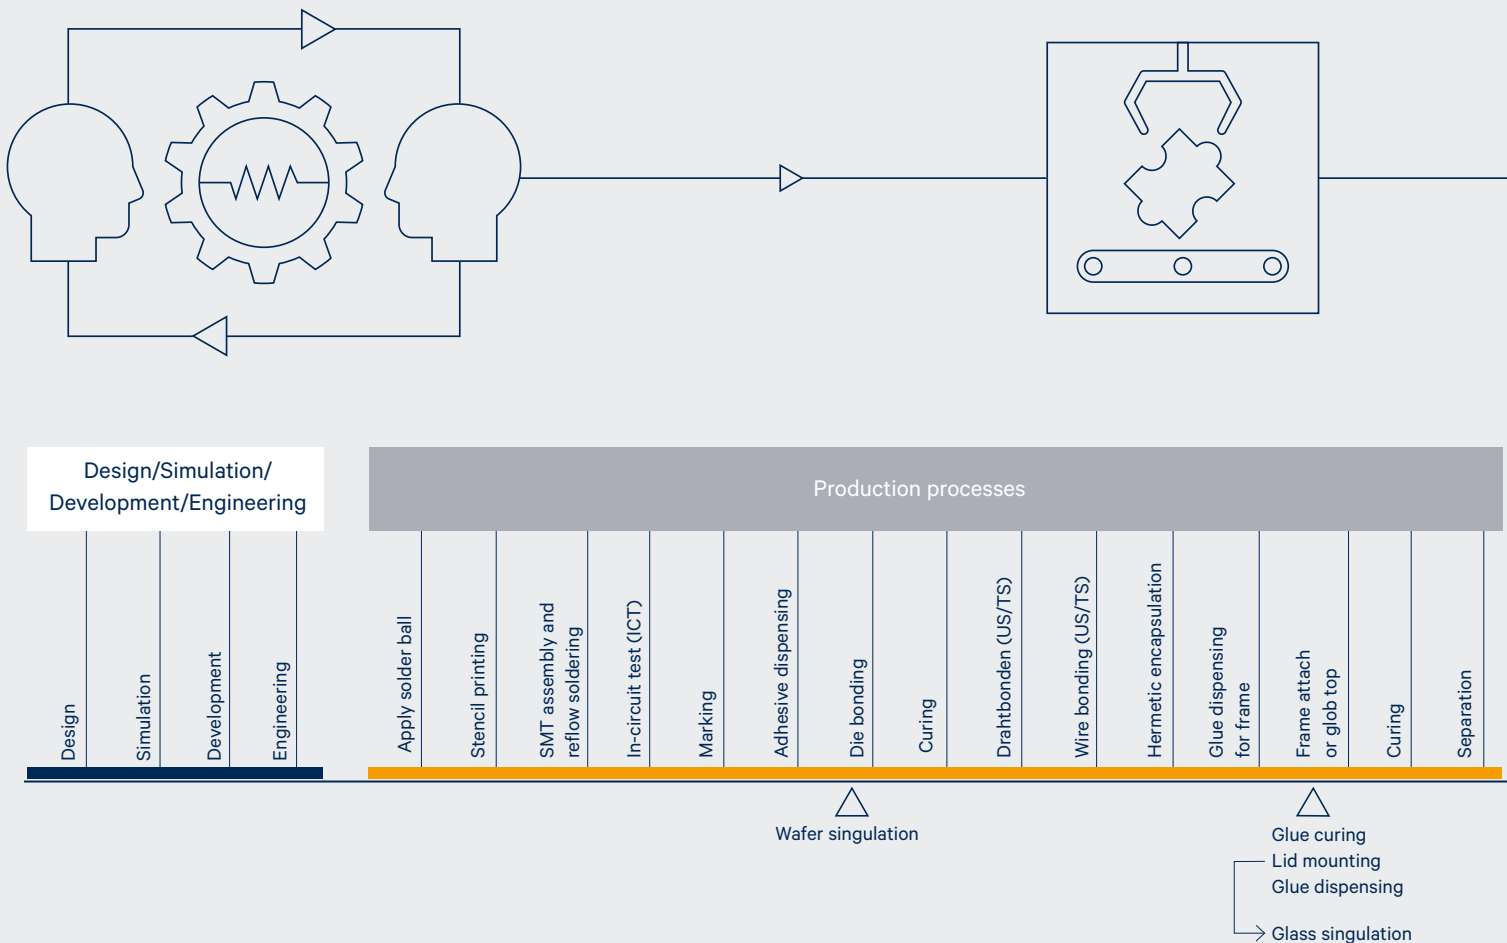 Design/Simulation/
Development/Engineering
Production processes
Design
Simulation
Development
Engineering
Apply solder ball
Stencil printing
SMT assembly and
reflow soldering
In-circuit test (ICT)
Marking
Adhesive dispensing
Die bonding
Curing
Drahtbonden (US/TS)
Wire bonding (US/TS)
Hermetic encapsulation
Glue dispensing
for frame
Frame attach
or glob top
Curing
Separation
Wafer singulation
Glue curing
Lid mounting
Glue dispensing
Glass singulation